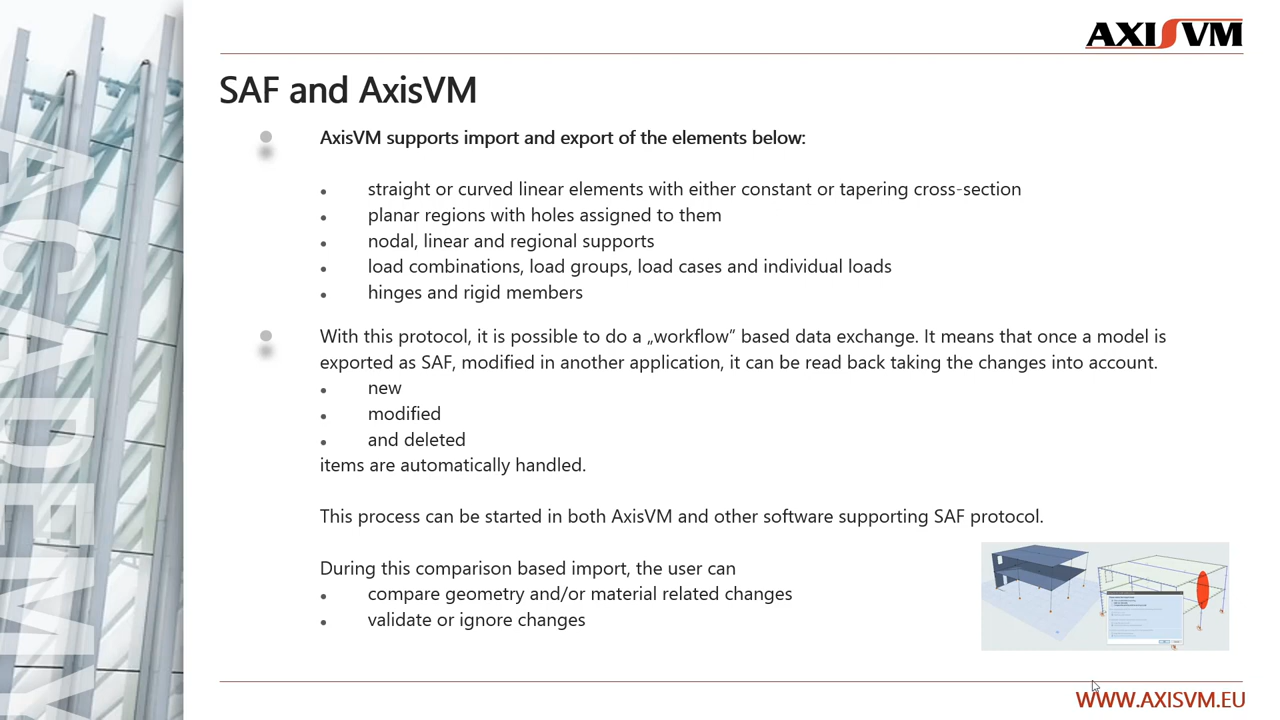 AXISVM
SAF and AxisVM
AxisVM supports import and export of the elements below:
• straight or curved linear elements with either constant or tapering cross-section
• planar regions with holes assigned to them
• nodal, linear and regional supports
• load combinations, load groups, load cases and individual loads
• hinges and rigid members
With this protocol, it is possible to do a „workflow” based data exchange. It means that once a model is
exported as SAF, modified in another application, it can be read back taking the changes into account.
• new
• modified
• and deleted
items are automatically handled.
This process can be started in both AxisVM and other software supporting SAF protocol.
During this comparison based import, the user can
• compare geometry and/or material related changes
• validate or ignore changes
WWW.AXISVM.EU
ACADEMY